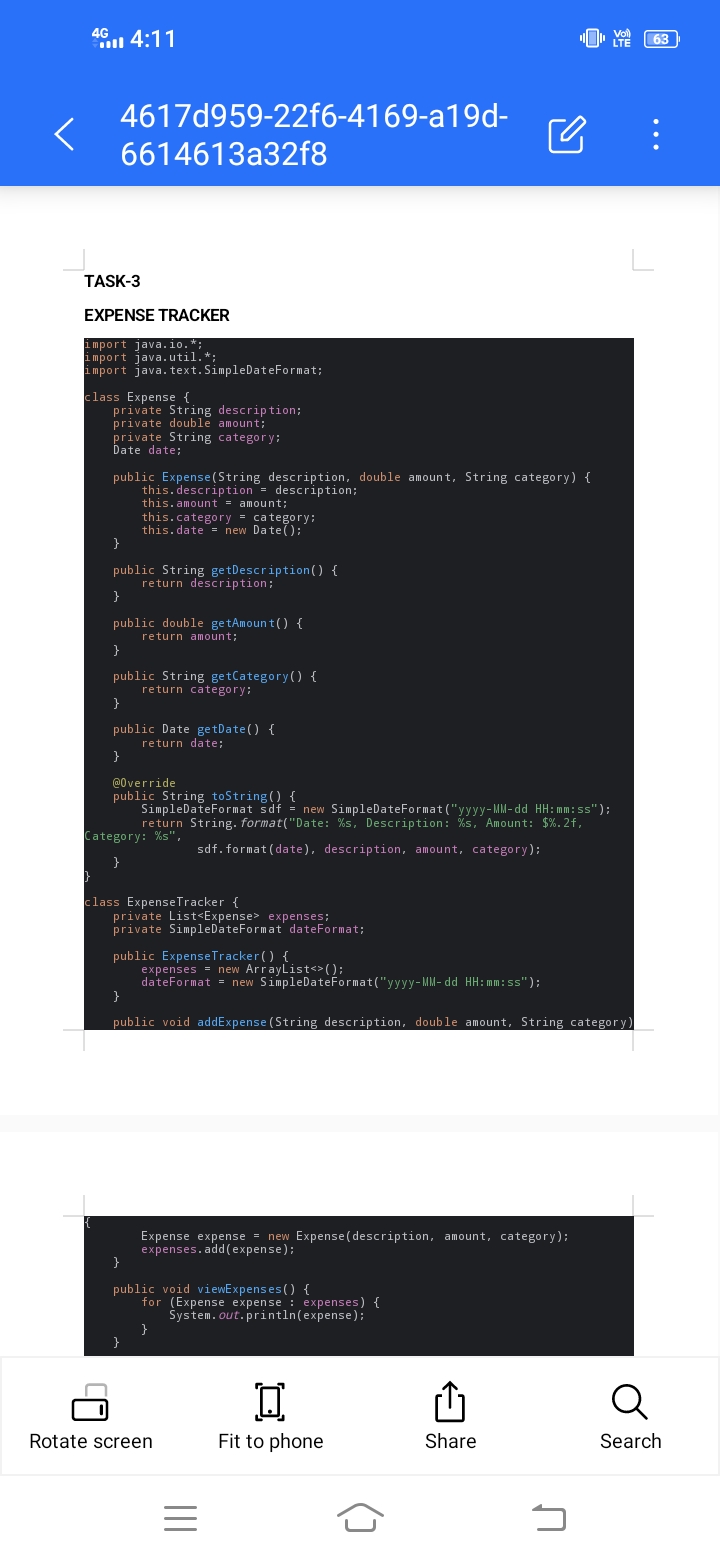 4G 4:11 Vo) LTE 63
4617d959-22f6-4169-a19d-
6614613a32f8
TASK-3
EXPENSE TRACKER
import java.io.*;
import java.util.*;
import java.text.SimpleDateFormat;
class Expense {
    private String description;
    private double amount;
    private String category;
    Date date;
    public Expense(String description, double amount, String category) {
        this.description = description;
        this.amount = amount;
        this.category = category;
        this.date = new Date();
    }
    public String getDescription() {
        return description;
    }
    public double getAmount() {
        return amount;
    }
    public String getCategory() {
        return category;
    }
    public Date getDate() {
        return date;
    }
    @Override
    public String toString() {
        SimpleDateFormat sdf = new SimpleDateFormat("yyyy-MM-dd HH:mm:ss");
        return String.format("Date: %s, Description: %s, Amount: $%.2f,
Category: %s",
                sdf.format(date), description, amount, category);
    }
}
class ExpenseTracker {
    private List<Expense> expenses;
    private SimpleDateFormat dateFormat;
    public ExpenseTracker() {
        expenses = new ArrayList<>();
        dateFormat = new SimpleDateFormat("yyyy-MM-dd HH:mm:ss");
    }
    public void addExpense(String description, double amount, String category)
{
        Expense expense = new Expense(description, amount, category);
        expenses.add(expense);
    }
    public void viewExpenses() {
        for (Expense expense : expenses) {
            System.out.println(expense);
        }
    }
Rotate screen Fit to phone Share Search